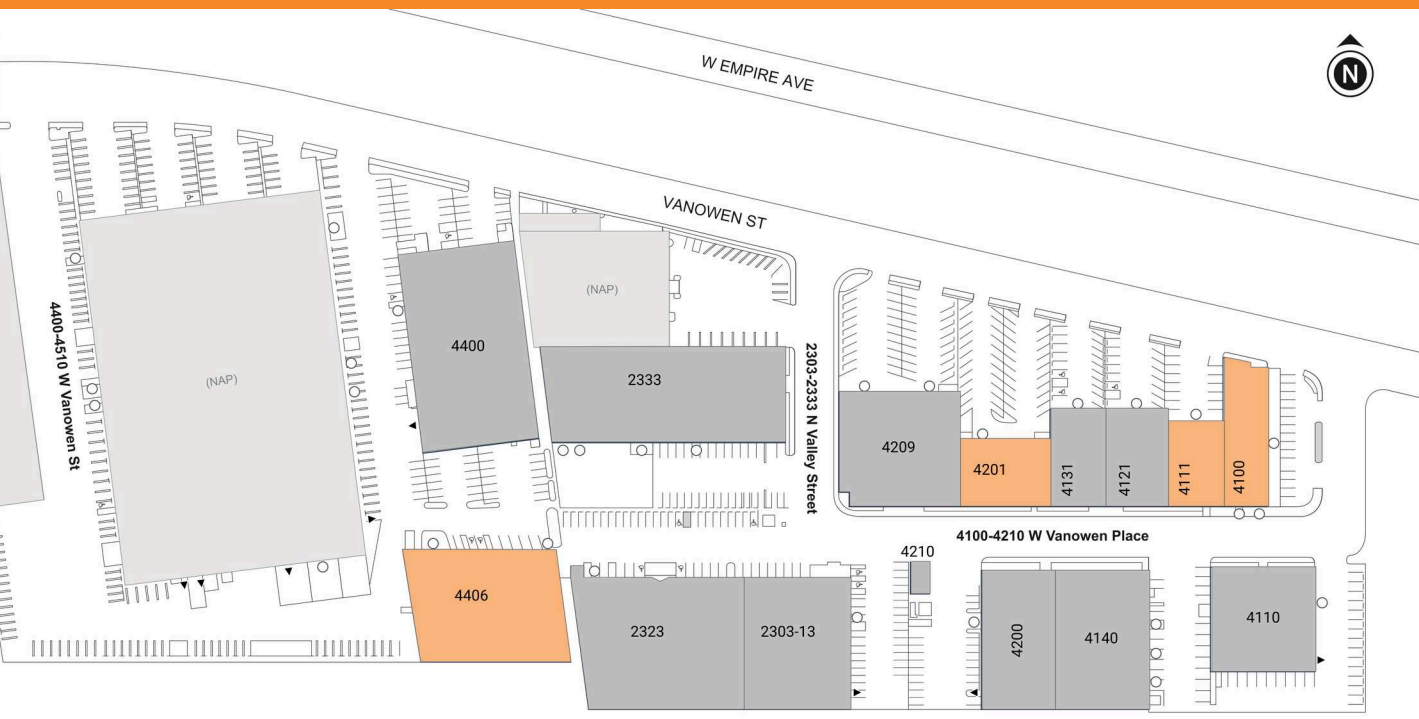 W EMPIRE AVE
N
VANOWEN ST
(NAP)
4400-4510 W Vanowen St
(NAP)
4400
2333
2303-2333 N Valley Street
4209
4201
4131
4121
4111
4100
4100-4210 W Vanowen Place
4210
4406
2323
2303-13
4200
4140
4110